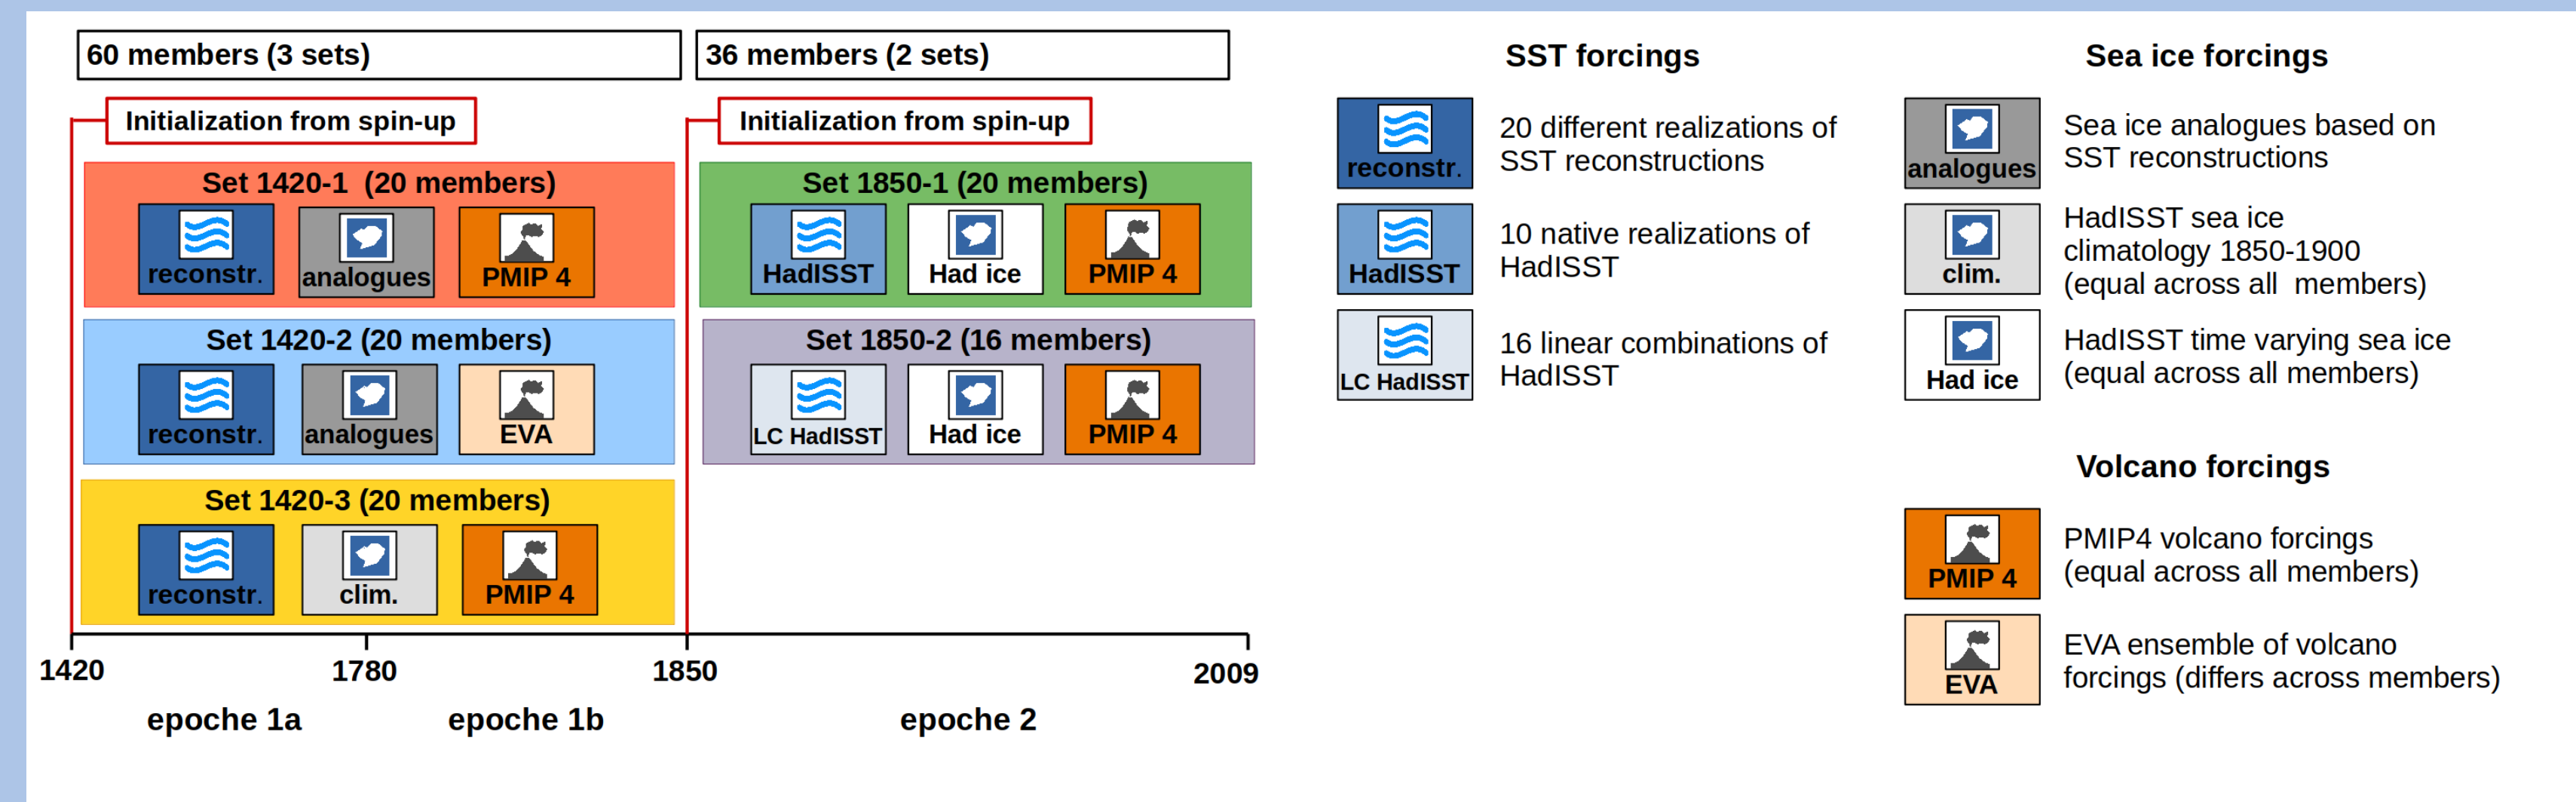 60 members (3 sets)
36 members (2 sets)
Initialization from spin-up
Initialization from spin-up
Set 1420-1 (20 members)
reconstr.
analogues
PMIP 4
Set 1850-1 (20 members)
HadISST
Had ice
PMIP 4
Set 1420-2 (20 members)
reconstr.
analogues
EVA
Set 1850-2 (16 members)
LC HadISST
Had ice
PMIP 4
Set 1420-3 (20 members)
reconstr.
clim.
PMIP 4
1420
1780
1850
2009
epoche 1a
epoche 1b
epoche 2
SST forcings
reconstr.
20 different realizations of
SST reconstructions
HadISST
10 native realizations of
HadISST
LC HadISST
16 linear combinations of
HadISST
Sea ice forcings
analogues
Sea ice analogues based on
SST reconstructions
clim.
HadISST sea ice
climatology 1850-1900
(equal across all members)
Had ice
HadISST time varying sea ice
(equal across all members)
Volcano forcings
PMIP 4
PMIP4 volcano forcings
(equal across all members)
EVA
EVA ensemble of volcano
forcings (differs across members)